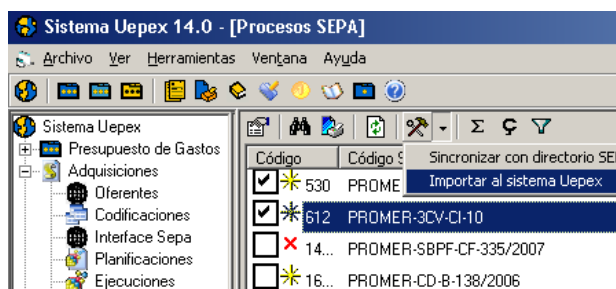 Sistema Uepex 14.0 - [Procesos SEPA]
Archivo Ver Herramientas Ventana Ayuda
Sistema Uepex
Presupuesto de Gastos
Adquisiciones
Oferentes
Codificaciones
Interface Sepa
Planificaciones
Ejecuciones
Código Código S
Sincronizar con directorio SE
Importar al sistema Uepex
530 PROME
612 PROMER-3CV-CI-10
14... PROMER-SBPF-CF-335/2007
16... PROMER-CD-B-138/2006